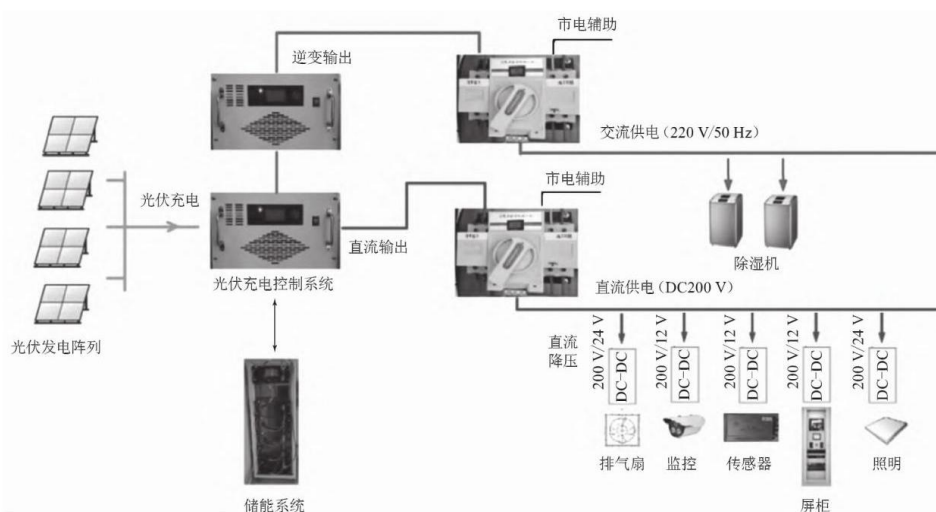 市电辅助
逆变输出
交流供电(220 V/50 Hz)
光伏充电
市电辅助
直流输出
除湿机
光伏充电控制系统
直流供电(DC200 V)
光伏发电阵列
直流
降压
200 V/24 V
DC-DC
200 V/12 V
DC-DC
200 V/12 V
DC-DC
200 V/12 V
DC-DC
200 V/24 V
DC-DC
排气扇
监控
传感器
照明
储能系统
屏柜